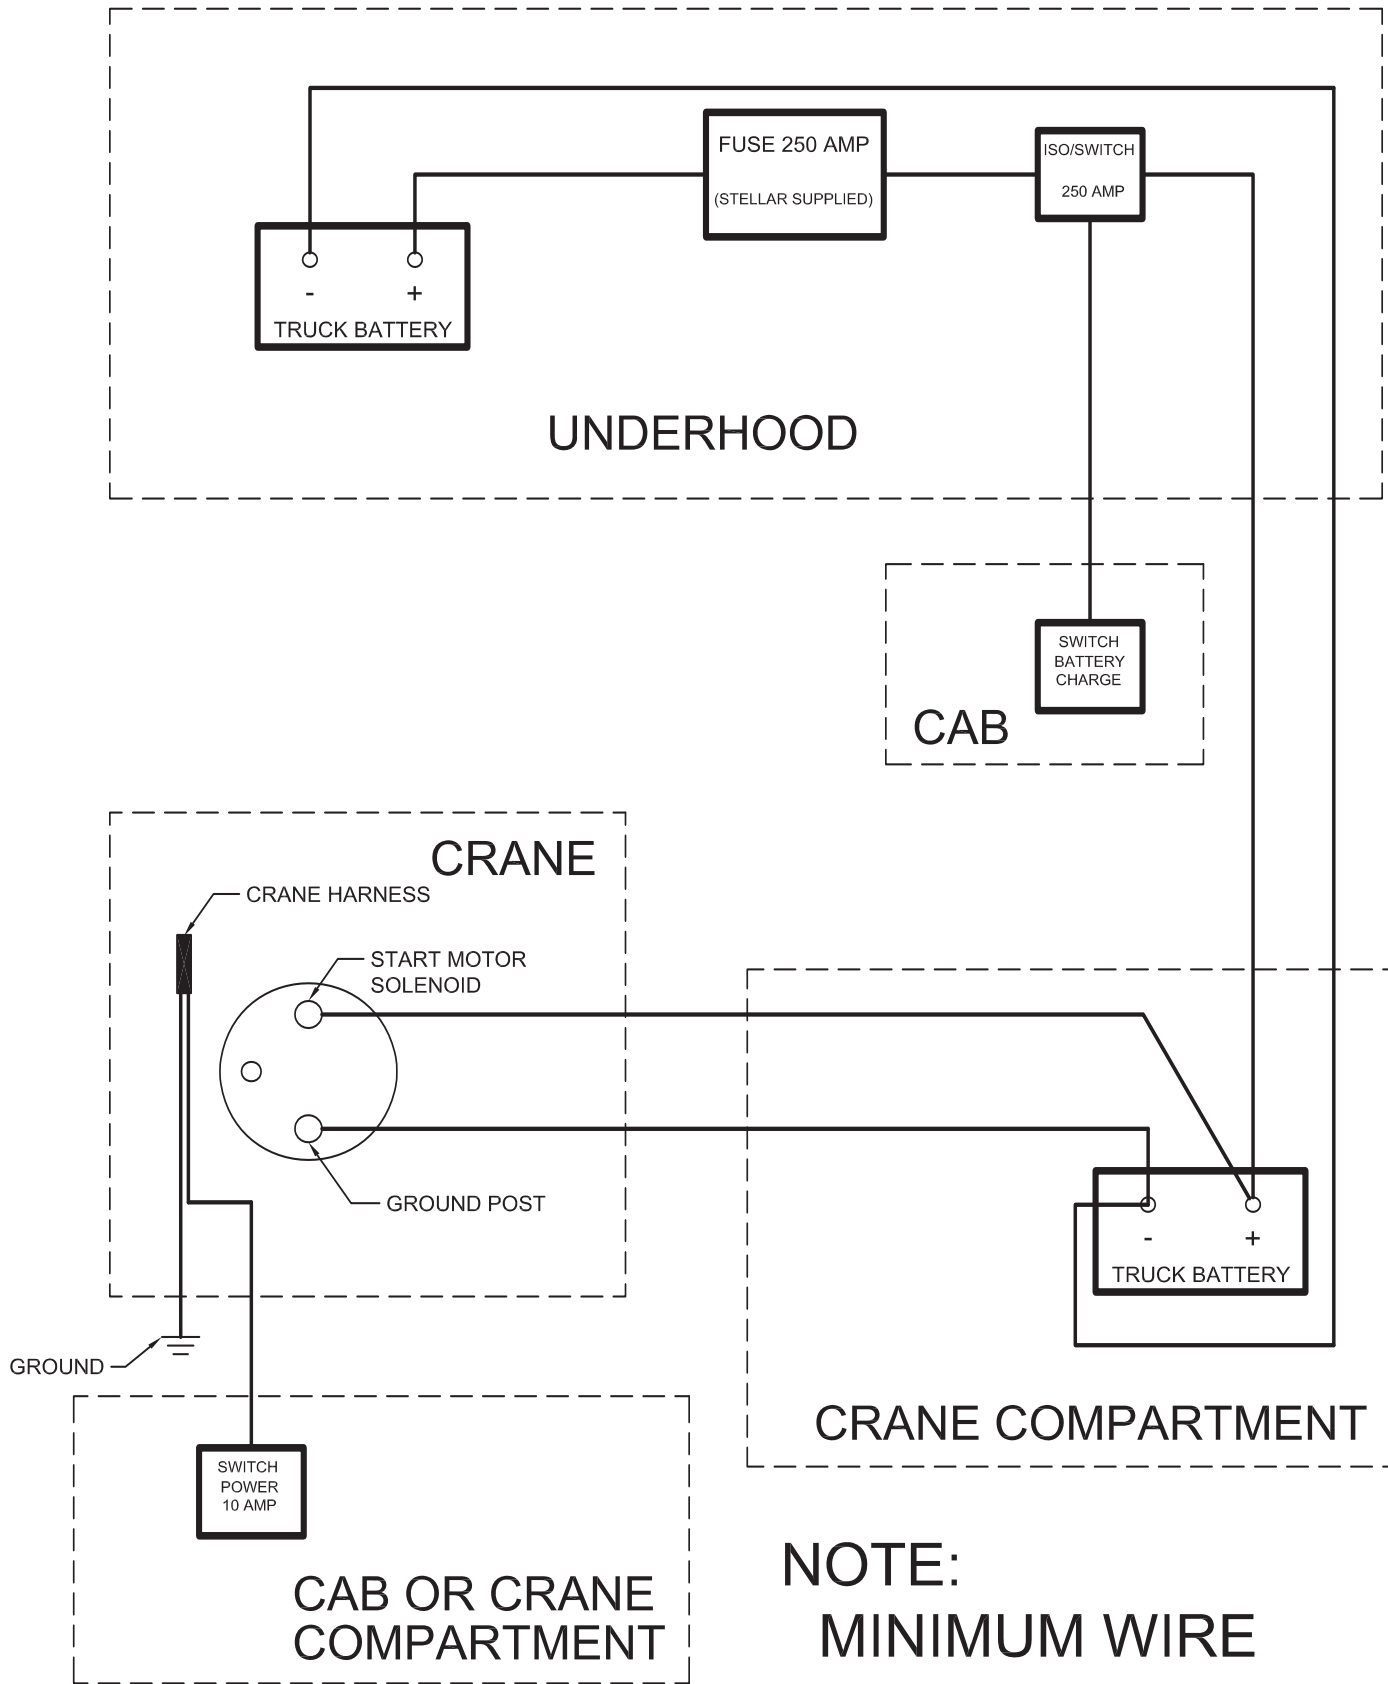 FUSE 250 AMP
(STELLAR SUPPLIED)
ISO/SWITCH
250 AMP
- +
TRUCK BATTERY
UNDERHOOD
SWITCH
BATTERY
CHARGE
CAB
CRANE
CRANE HARNESS
START MOTOR
SOLENOID
GROUND POST
- +
TRUCK BATTERY
GROUND
CRANE COMPARTMENT
SWITCH
POWER
10 AMP
CAB OR CRANE
COMPARTMENT
NOTE:
MINIMUM WIRE